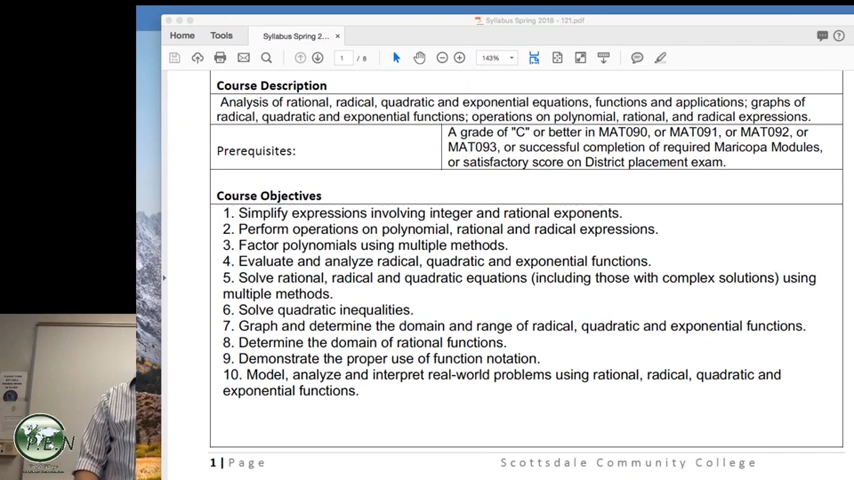 Syllabus Spring 2018 - 121.pdf
Home Tools Syllabus Spring 2... ×
1 / 8 143%
Course Description
Analysis of rational, radical, quadratic and exponential equations, functions and applications; graphs of
radical, quadratic and exponential functions; operations on polynomial, rational, and radical expressions.
Prerequisites:
A grade of "C" or better in MAT090, or MAT091, or MAT092, or
MAT093, or successful completion of required Maricopa Modules,
or satisfactory score on District placement exam.
Course Objectives
1. Simplify expressions involving integer and rational exponents.
2. Perform operations on polynomial, rational and radical expressions.
3. Factor polynomials using multiple methods.
4. Evaluate and analyze radical, quadratic and exponential functions.
5. Solve rational, radical and quadratic equations (including those with complex solutions) using
multiple methods.
6. Solve quadratic inequalities.
7. Graph and determine the domain and range of radical, quadratic and exponential functions.
8. Determine the domain of rational functions.
9. Demonstrate the proper use of function notation.
10. Model, analyze and interpret real-world problems using rational, radical, quadratic and
exponential functions.
1 | Page Scottsdale Community College
P.E.N